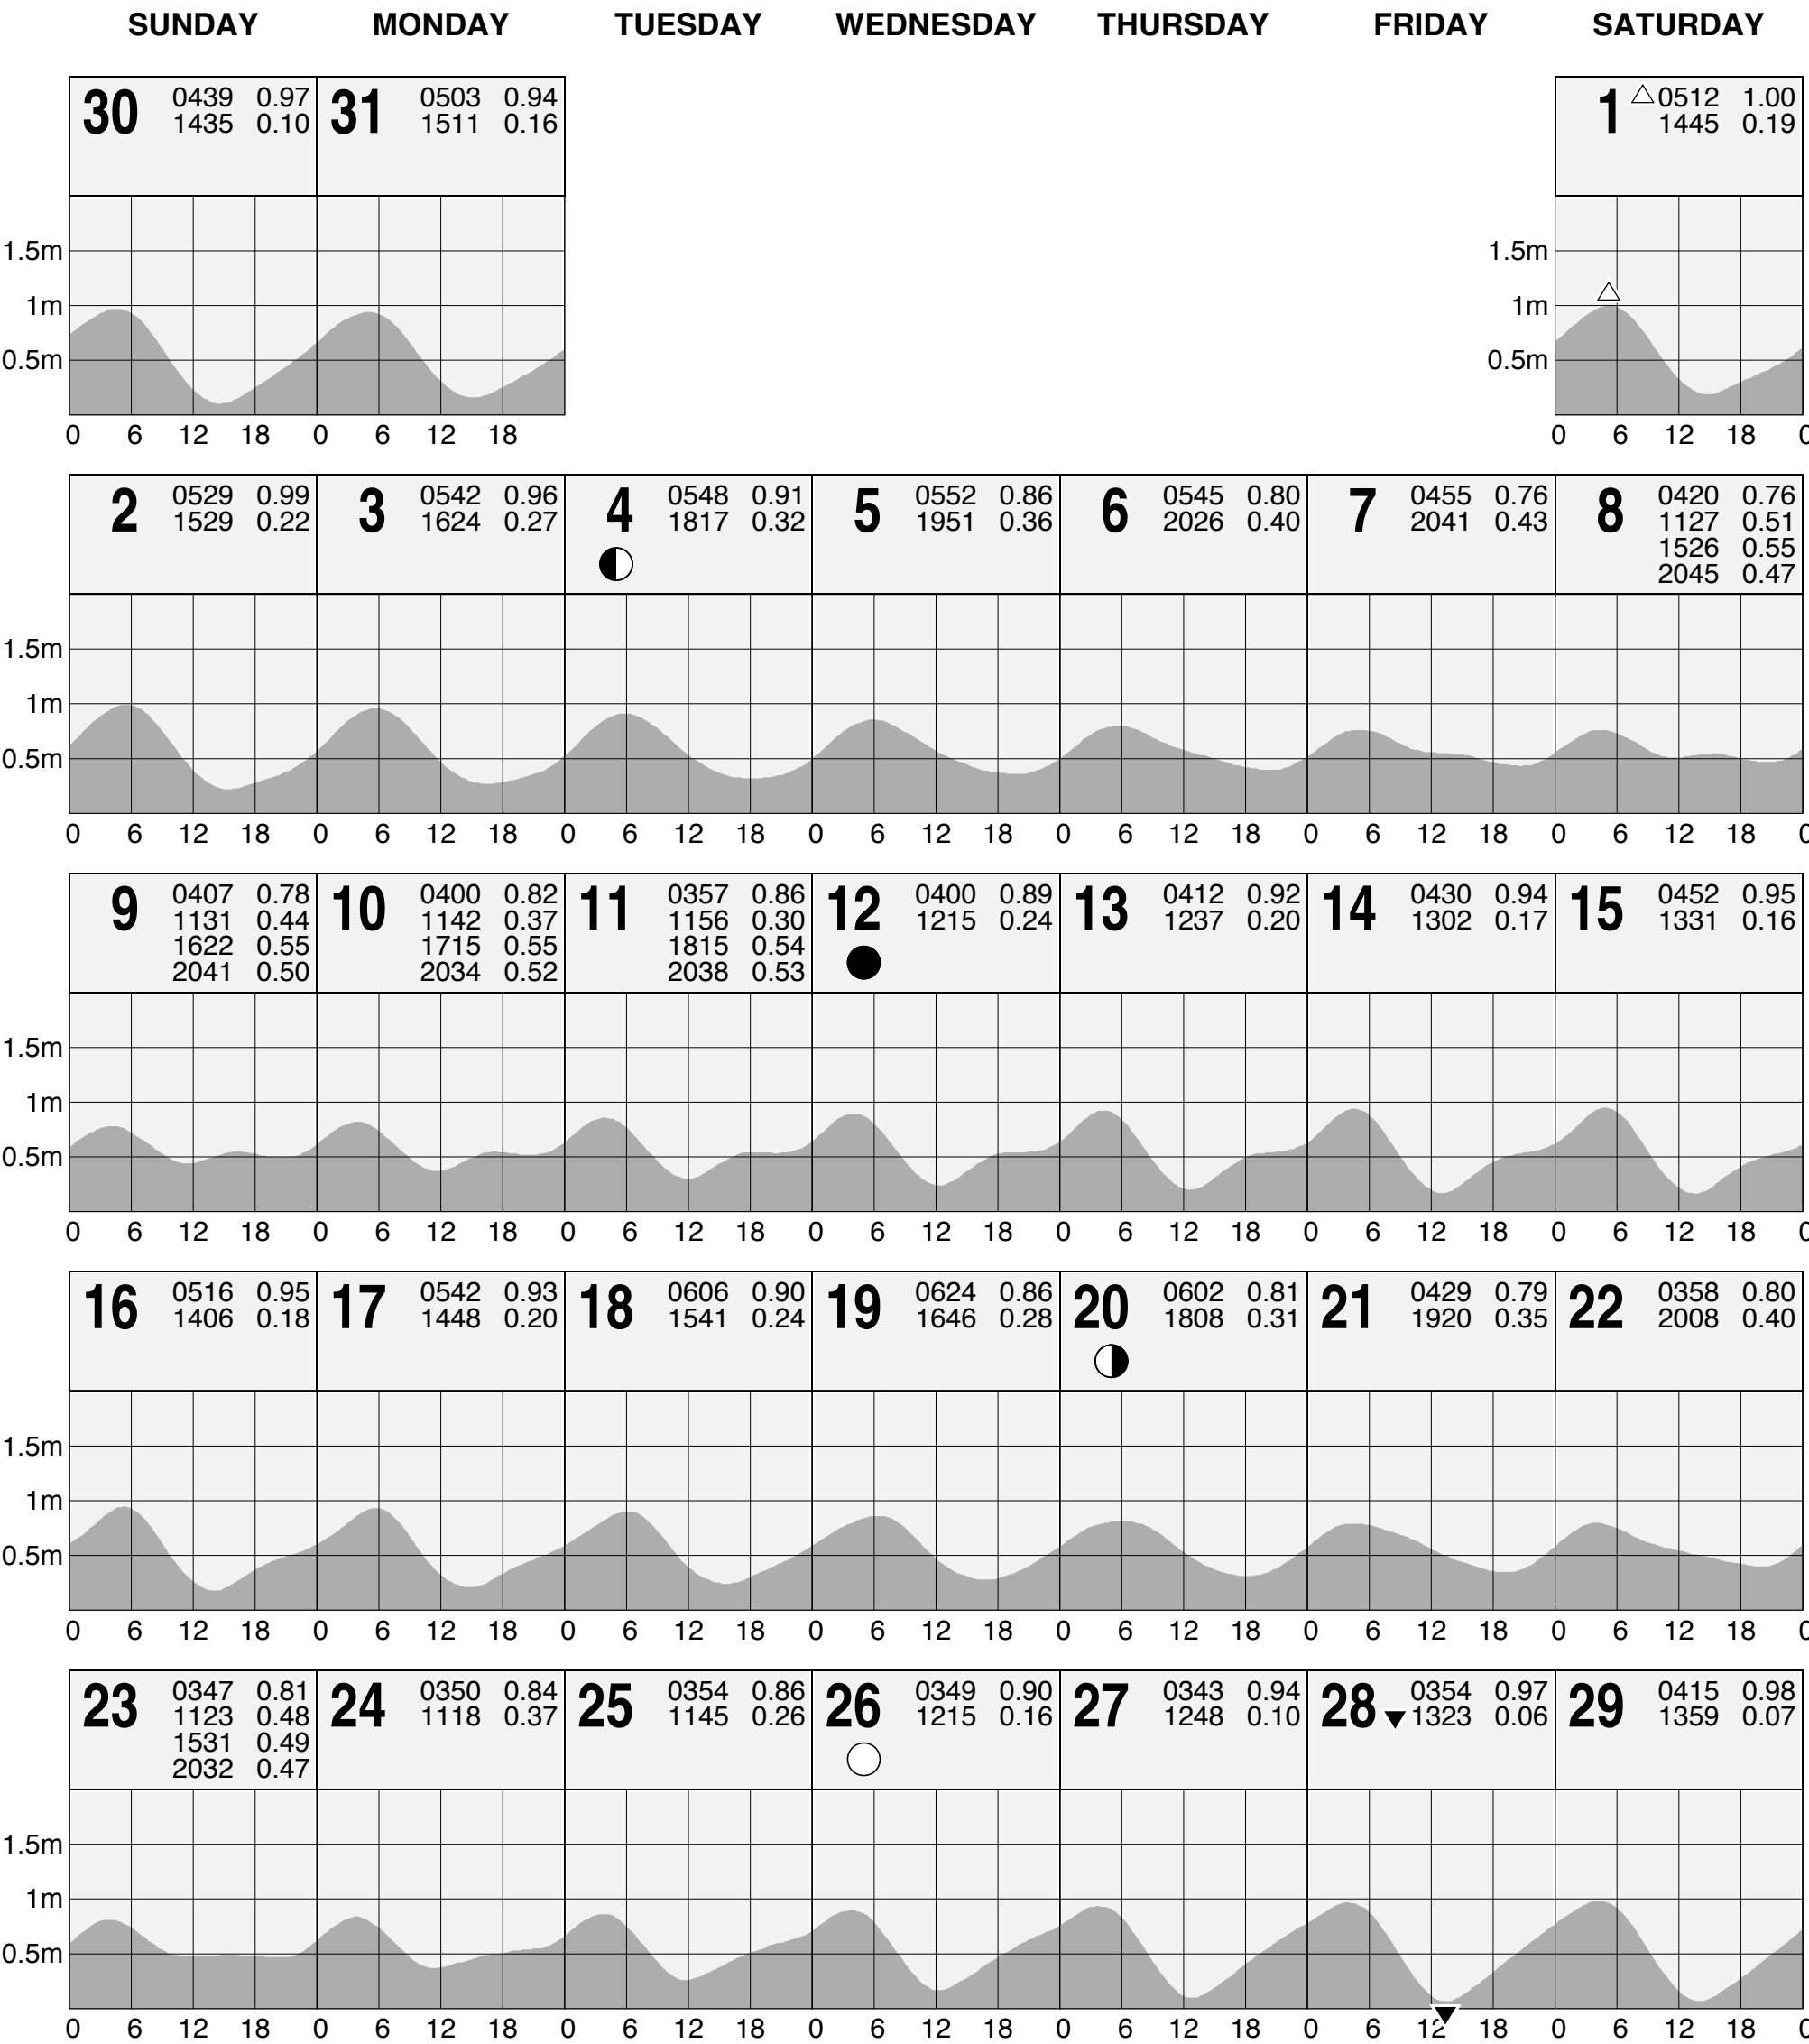 SUNDAY MONDAY TUESDAY WEDNESDAY THURSDAY FRIDAY SATURDAY
30 0439 0.97 31 0503 0.94 1 0512 1.00
1435 0.10 1511 0.16 1445 0.19
1.5m 1.5m
1m 1m
0.5m 0.5m
0 6 12 18 0 6 12 18 0 6 12 18 0
2 0529 0.99 3 0542 0.96 4 0548 0.91 5 0552 0.86 6 0545 0.80 7 0455 0.76 8 0420 0.76
1529 0.22 1624 0.27 1817 0.32 1951 0.36 2026 0.40 2041 0.43 1127 0.51
1526 0.55
2045 0.47
1.5m
1m
0.5m
0 6 12 18 0 6 12 18 0 6 12 18 0 6 12 18 0 6 12 18 0 6 12 18 0 6 12 18 0
9 0407 0.78 10 0400 0.82 11 0357 0.86 12 0400 0.89 13 0412 0.92 14 0430 0.94 15 0452 0.95
1131 0.44 1142 0.37 1156 0.30 1215 0.24 1237 0.20 1302 0.17 1331 0.16
1622 0.55 1715 0.55 1815 0.54
2041 0.50 2034 0.52 2038 0.53
1.5m
1m
0.5m
0 6 12 18 0 6 12 18 0 6 12 18 0 6 12 18 0 6 12 18 0 6 12 18 0 6 12 18 0
16 0516 0.95 17 0542 0.93 18 0606 0.90 19 0624 0.86 20 0602 0.81 21 0429 0.79 22 0358 0.80
1406 0.18 1448 0.20 1541 0.24 1646 0.28 1808 0.31 1920 0.35 2008 0.40
1.5m
1m
0.5m
0 6 12 18 0 6 12 18 0 6 12 18 0 6 12 18 0 6 12 18 0 6 12 18 0 6 12 18 0
23 0347 0.81 24 0350 0.84 25 0354 0.86 26 0349 0.90 27 0343 0.94 28 0354 0.97 29 0415 0.98
1123 0.48 1118 0.37 1145 0.26 1215 0.16 1248 0.10 1323 0.06 1359 0.07
1531 0.49
2032 0.47
1.5m
1m
0.5m
0 6 12 18 0 6 12 18 0 6 12 18 0 6 12 18 0 6 12 18 0 6 12 18 0 6 12 18 0